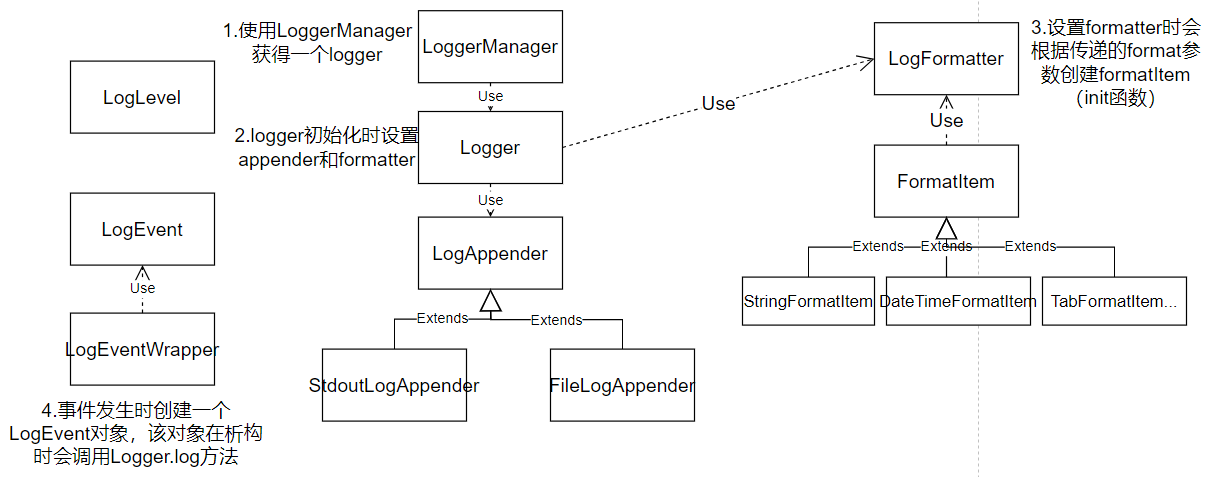 1.使用LoggerManager
获得一个logger
LoggerManager
Use
2.logger初始化时设置
appender和formatter
Logger
Use
LogAppender
Extends
Extends
StdoutLogAppender
FileLogAppender
LogLevel
LogEvent
Use
LogEventWrapper
4.事件发生时创建一个
LogEvent对象，该对象在析构
时会调用Logger.log方法
Use
LogFormatter
3.设置formatter时会
根据传递的format参
数创建formatItem
（init函数）
Use
FormatItem
Extends
Extends
Extends
StringFormatItem
DateTimeFormatItem
TabFormatItem...